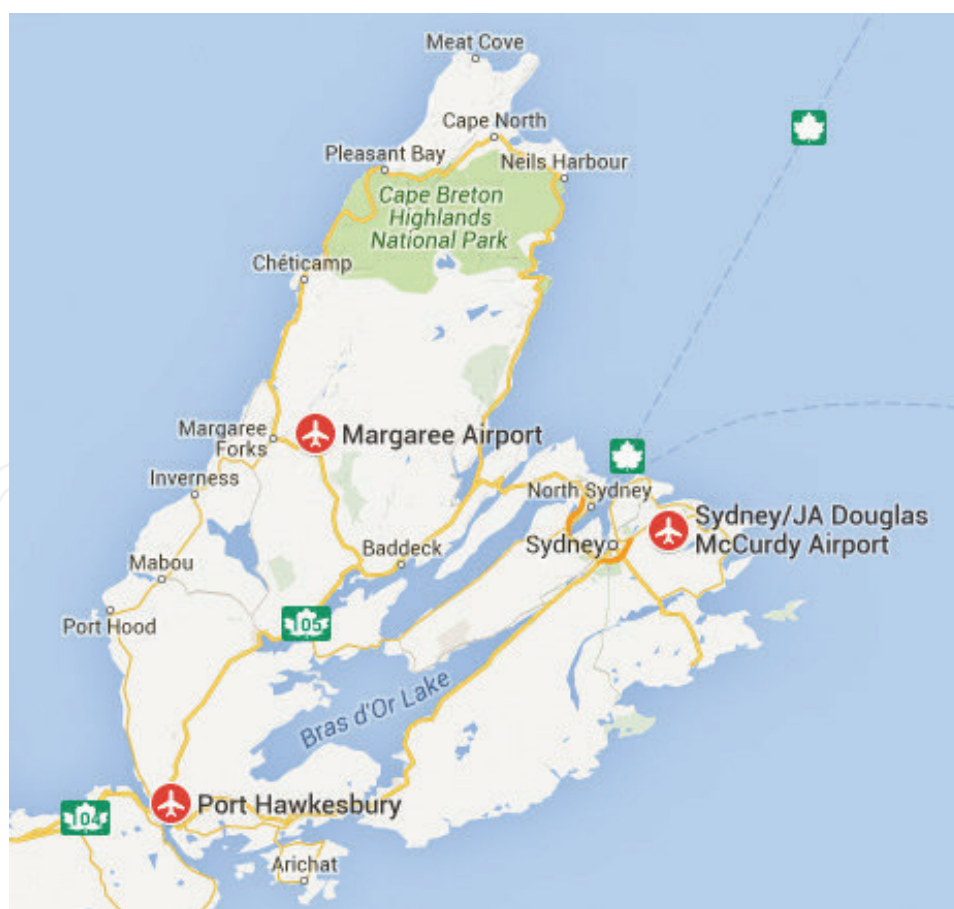 Meat Cove
Cape North
Pleasant Bay
Neils Harbour
Cape Breton
Highlands
National Park
Chéticamp
Margaree
Forks
Margaree Airport
Inverness
North Sydney
Sydney/JA Douglas
McCurdy Airport
Sydney
Baddeck
Mabou
Port Hood
105
Bras d'Or Lake
Port Hawkesbury
104
Arichat